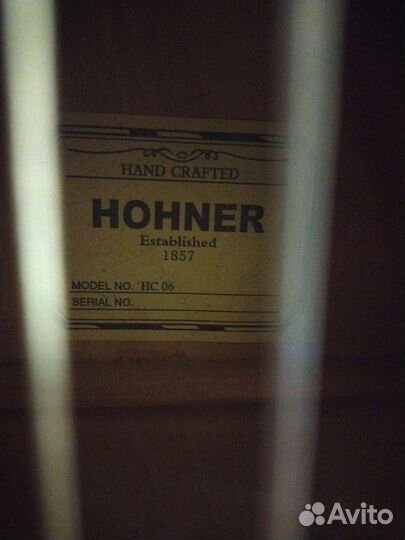 HAND CRAFTED
HOHNER
Established
1857
MODEL NO. HC 06
SERIAL NO.
Avito